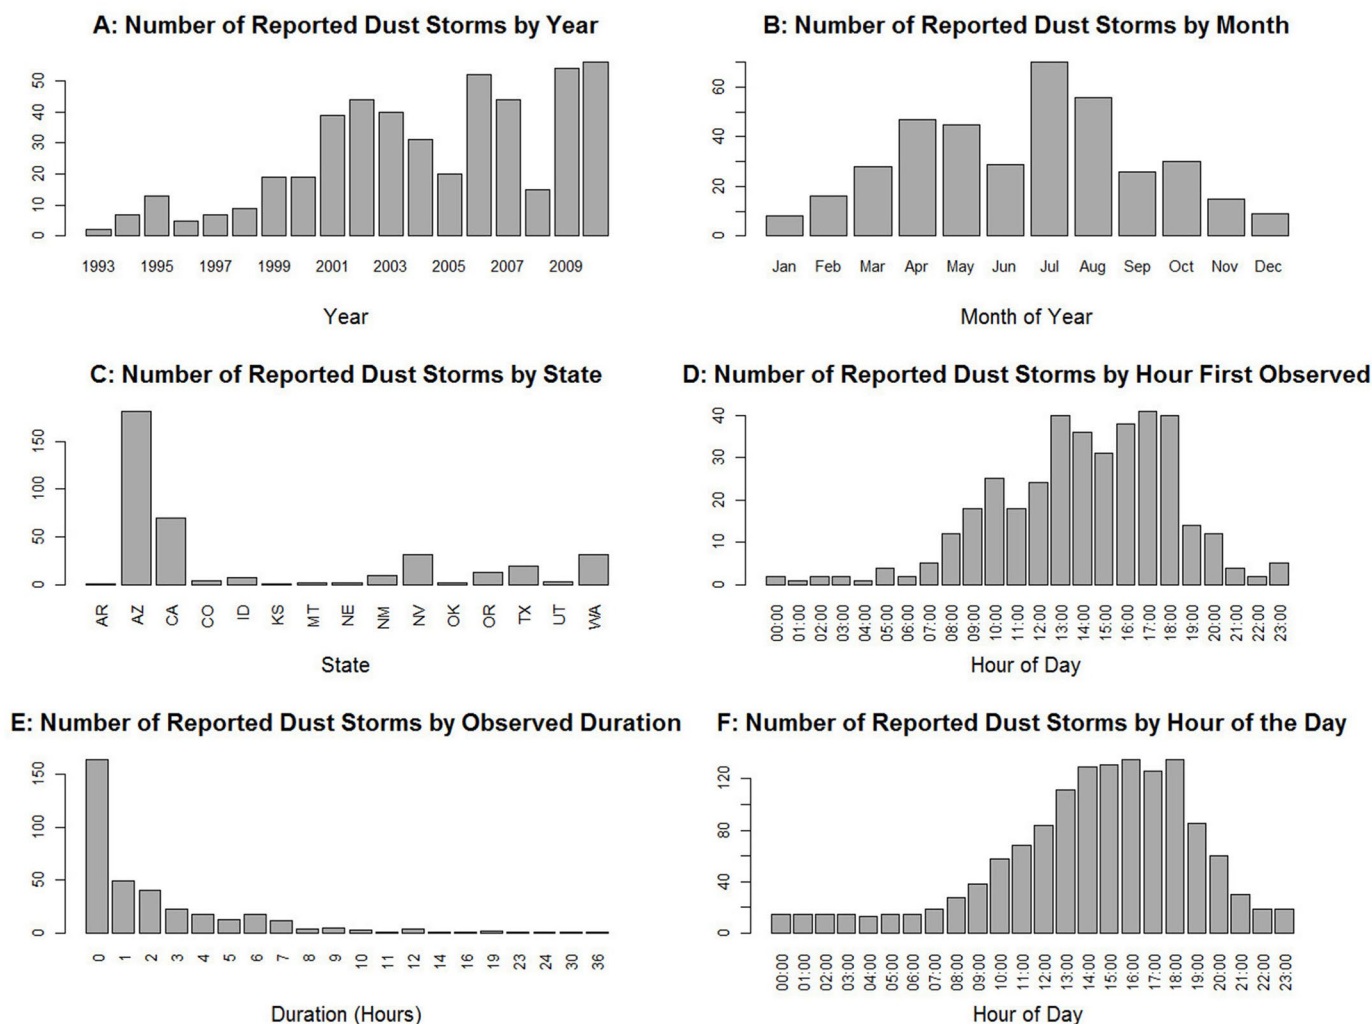 A: Number of Reported Dust Storms by Year
0 10 20 30 40 50
1993 1995 1997 1999 2001 2003 2005 2007 2009
Year
B: Number of Reported Dust Storms by Month
0 20 40 60
Jan Feb Mar Apr May Jun Jul Aug Sep Oct Nov Dec
Month of Year
C: Number of Reported Dust Storms by State
0 50 100 150
AR AZ CA CO ID KS MT NE NM NV OK OR TX UT WA
State
D: Number of Reported Dust Storms by Hour First Observed
0 10 20 30 40
00:00 01:00 02:00 03:00 04:00 05:00 06:00 07:00 08:00 09:00 10:00 11:00 12:00 13:00 14:00 15:00 16:00 17:00 18:00 19:00 20:00 21:00 22:00 23:00
Hour of Day
E: Number of Reported Dust Storms by Observed Duration
0 50 100 150
0 1 2 3 4 5 6 7 8 9 10 11 12 14 16 19 23 24 30 36
Duration (Hours)
F: Number of Reported Dust Storms by Hour of the Day
0 40 80 120
00:00 01:00 02:00 03:00 04:00 05:00 06:00 07:00 08:00 09:00 10:00 11:00 12:00 13:00 14:00 15:00 16:00 17:00 18:00 19:00 20:00 21:00 22:00 23:00
Hour of Day